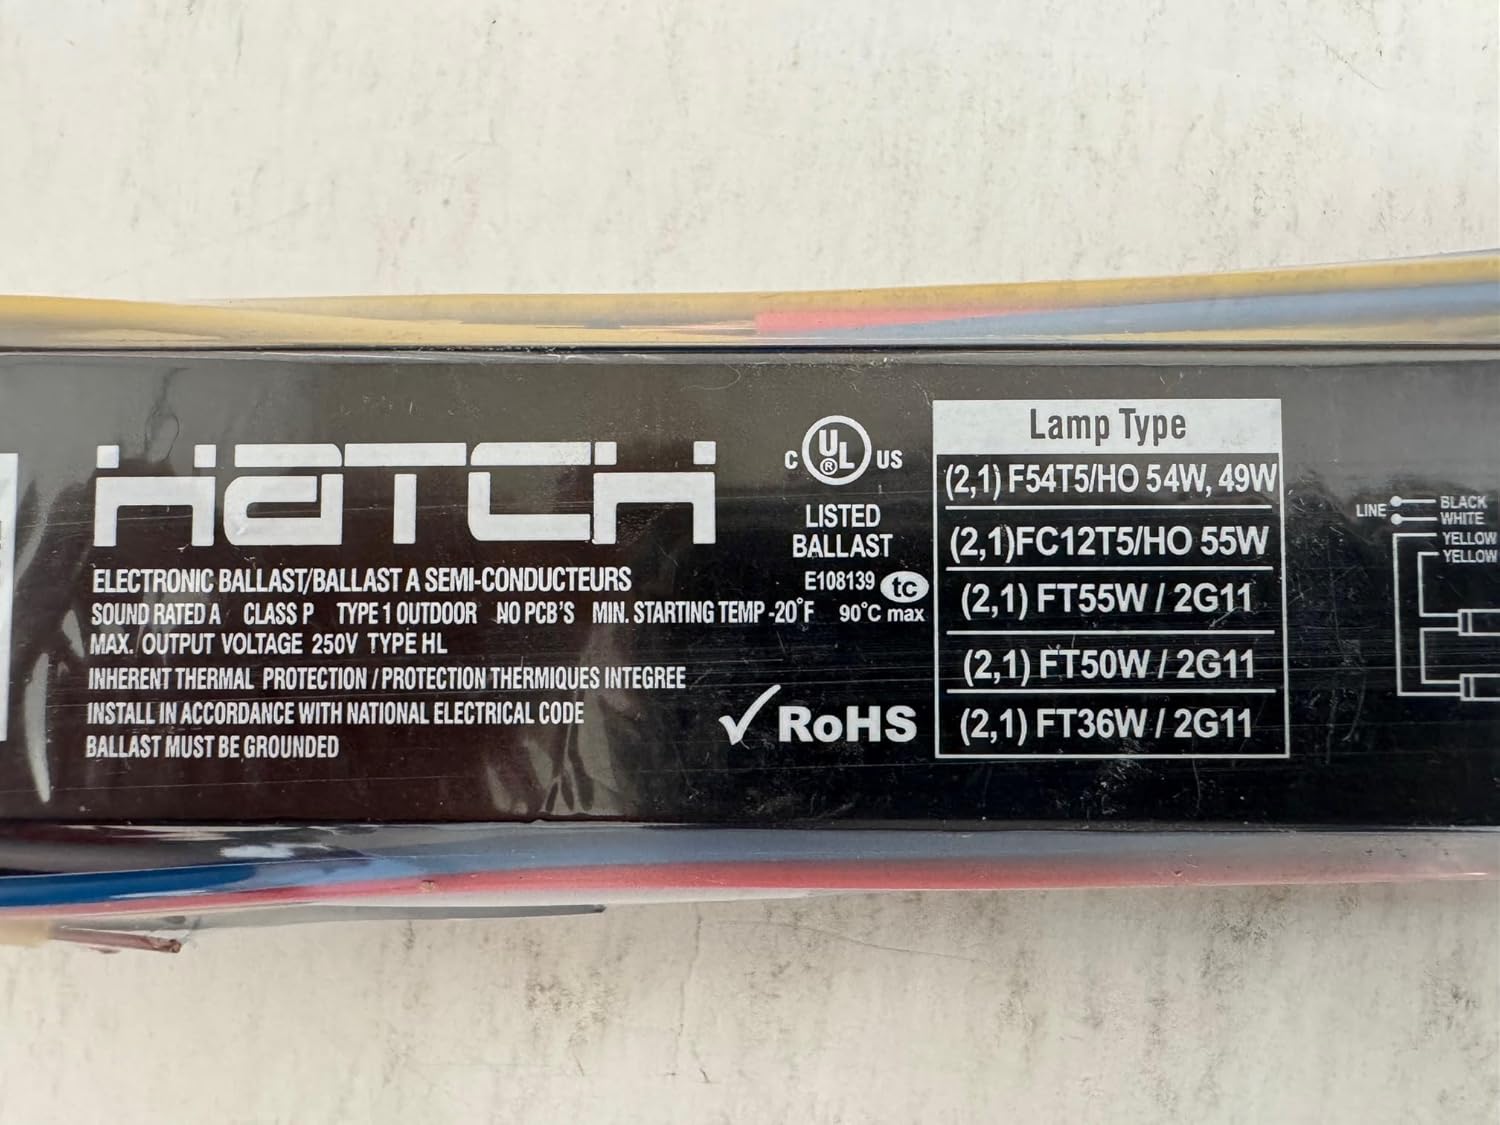 HATCH
ELECTRONIC BALLAST/BALLAST A SEMI-CONDUCTEURS
SOUND RATED A CLASS P TYPE 1 OUTDOOR NO PCB'S MIN. STARTING TEMP -20°F 90°C max
MAX. OUTPUT VOLTAGE 250V TYPE HL
INHERENT THERMAL PROTECTION / PROTECTION THERMIQUES INTEGREE
INSTALL IN ACCORDANCE WITH NATIONAL ELECTRICAL CODE
BALLAST MUST BE GROUNDED
C UL ® US
LISTED
BALLAST
E108139 tc
RoHS
Lamp Type
(2,1) F54T5/HO 54W, 49W
(2,1)FC12T5/HO 55W
(2,1) FT55W / 2G11
(2,1) FT50W / 2G11
(2,1) FT36W / 2G11
LINE
BLACK
WHITE
YELLOW
YELLOW